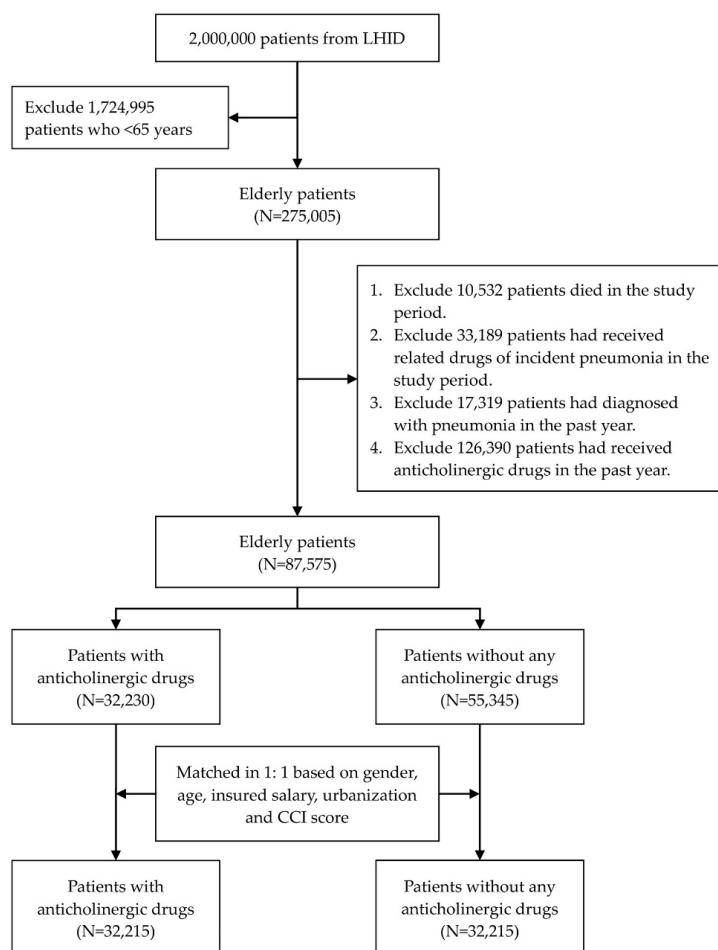 2,000,000 patients from LHID
Exclude 1,724,995
patients who <65 years
Elderly patients
(N=275,005)
1. Exclude 10,532 patients died in the study
period.
2. Exclude 33,189 patients had received
related drugs of incident pneumonia in the
study period.
3. Exclude 17,319 patients had diagnosed
with pneumonia in the past year.
4. Exclude 126,390 patients had received
anticholinergic drugs in the past year.
Elderly patients
(N=87,575)
Patients with
anticholinergic drugs
(N=32,230)
Patients without any
anticholinergic drugs
(N=55,345)
Matched in 1: 1 based on gender,
age, insured salary, urbanization
and CCI score
Patients with
anticholinergic drugs
(N=32,215)
Patients without any
anticholinergic drugs
(N=32,215)